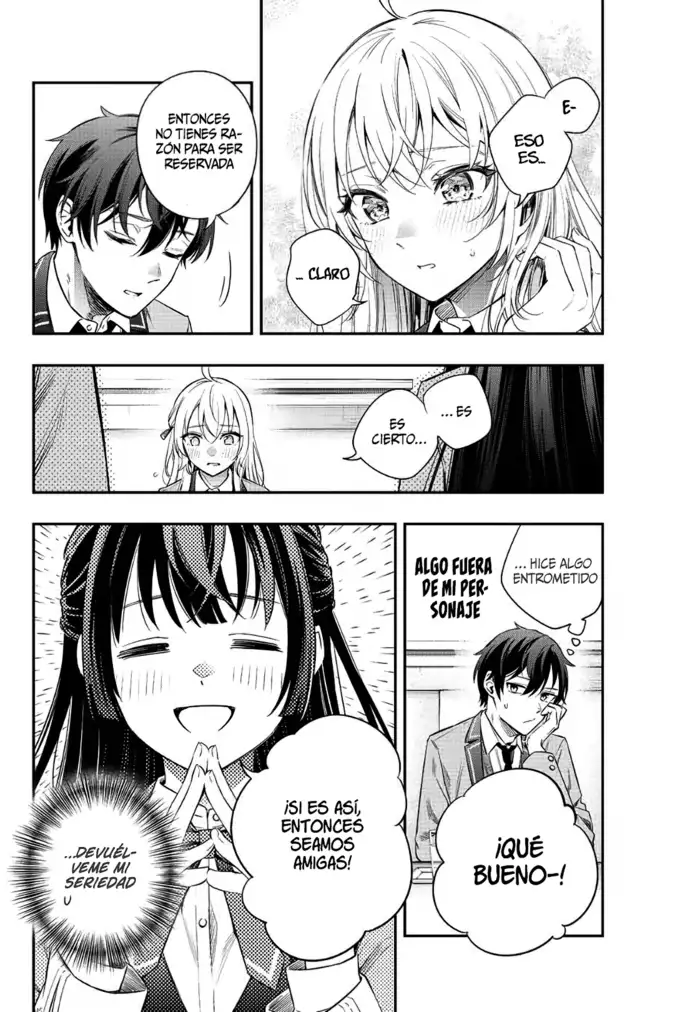 E-
ESO
ES...
... CLARO
ENTONCES
NO TIENES RA-
ZÓN PARA SER
RESERVADA
... ES
ES
CIERTO...
... HICE ALGO
ENTROMETIDO
ALGO FUERA
DE MI PER-
SONAJE
¡QUÉ
BUENO-!
¡SI ES ASÍ,
ENTONCES
SEAMOS
AMIGAS!
...DEVUÉL-
VEME MI
SERIEDAD